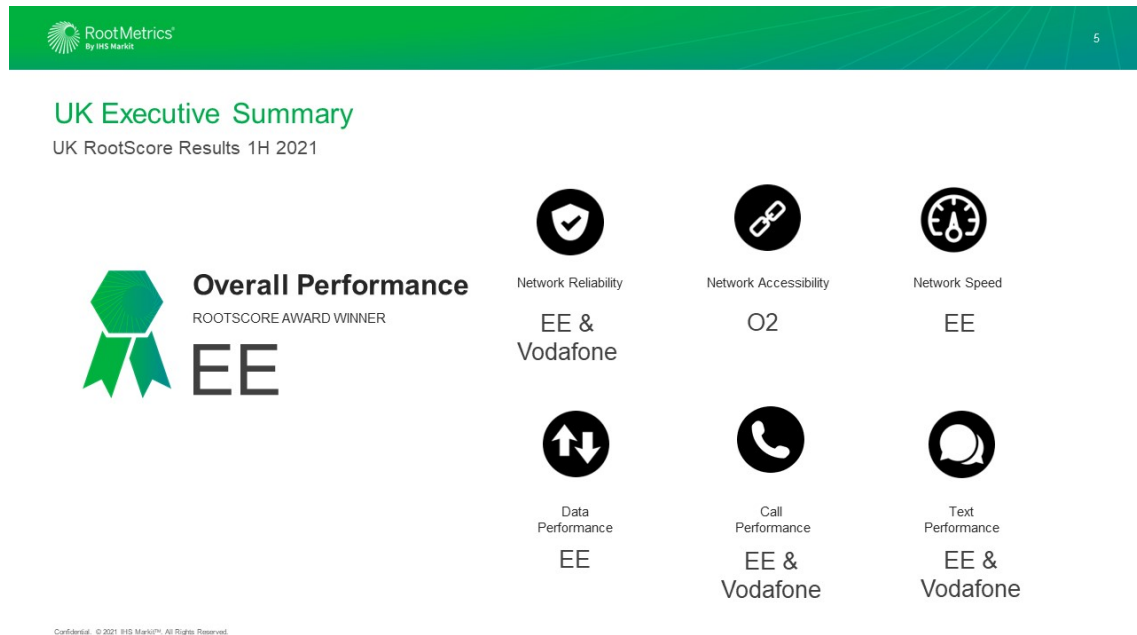 RootMetrics®
By IHS Markit
5
UK Executive Summary
UK RootScore Results 1H 2021
Overall Performance
ROOTSCORE AWARD WINNER
EE
Network Reliability
EE &
Vodafone
Network Accessibility
O2
Network Speed
EE
Data
Performance
EE
Call
Performance
EE &
Vodafone
Text
Performance
EE &
Vodafone
Confidential. © 2021 IHS Markit™. All Rights Reserved.